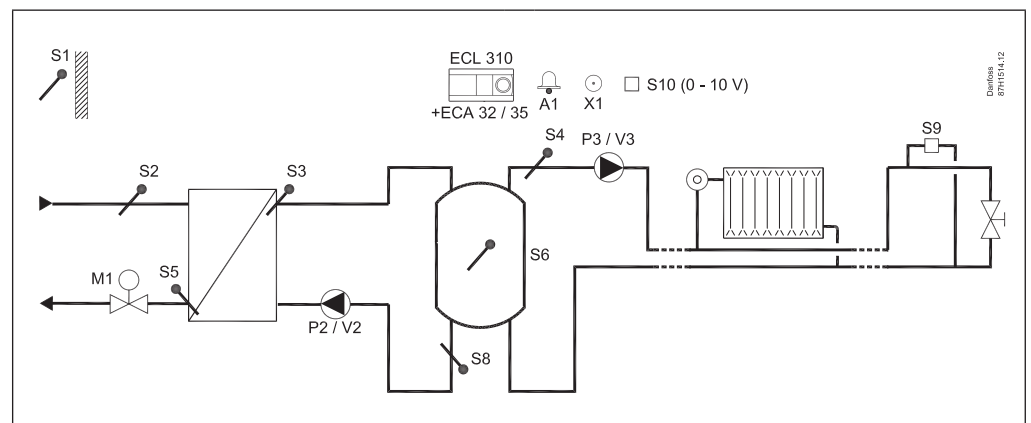 S1
ECL 310
+ECA 32 / 35
A1
X1
S10 (0 - 10 V)
Danfoss
87H1514.12
S2
S3
S4
P3 / V3
S9
M1
S5
P2 / V2
S6
S8